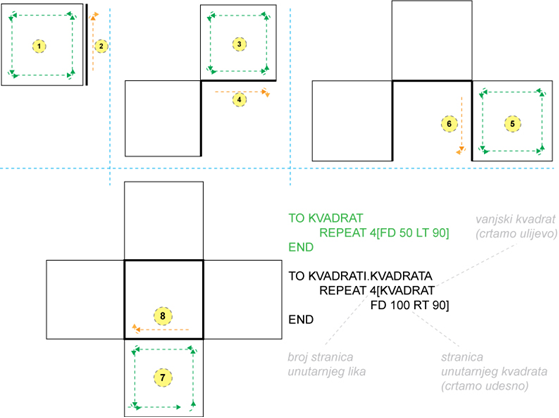 1
2
3
4
5
6
7
8
TO KVADRAT
REPEAT 4[FD 50 LT 90]
END
TO KVADRATI.KVADRATA
REPEAT 4[KVADRAT
FD 100 RT 90]
END
vanjski kvadrat
(crtamo ulijevo)
broj stranica
unutarnjeg lika
stranica
unutarnjeg kvadrata
(crtamo udesno)